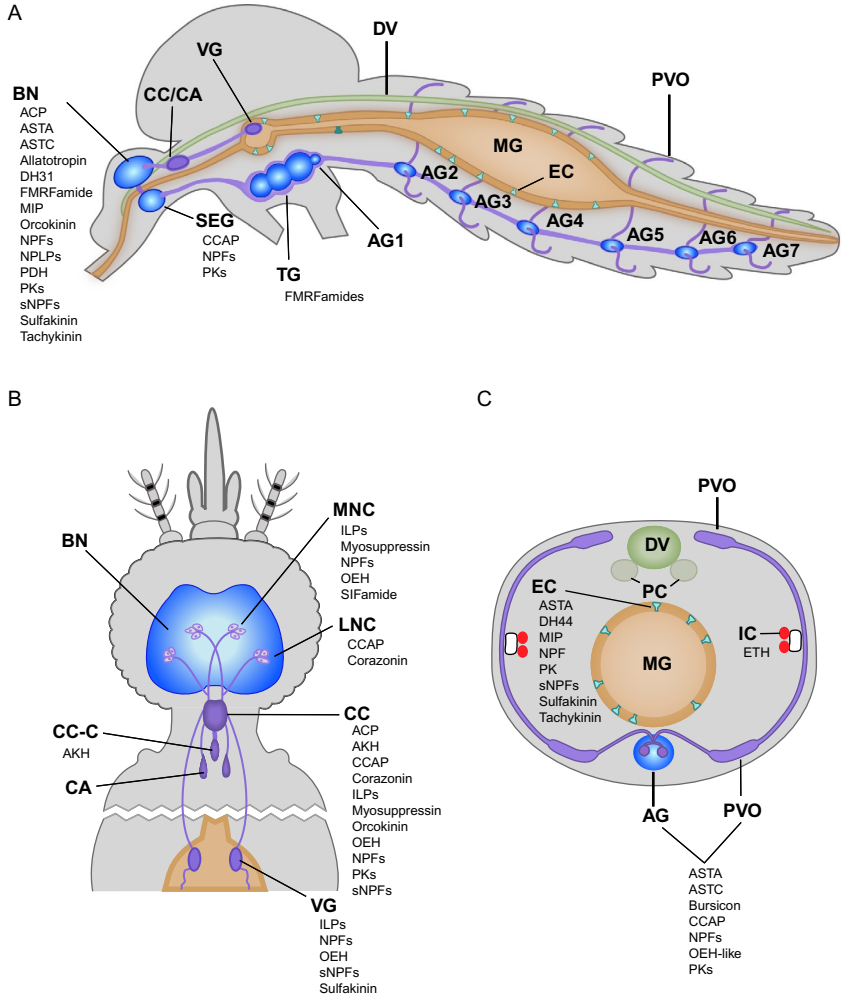 A
BN
ACP
ASTA
ASTC
Allatotropin
DH31
FMRFamide
MIP
Orcokinin
NPFs
NPLPs
PDH
PKs
sNPFs
Sulfakinin
Tachykinin
CC/CA
VG
DV
PVO
SEG
CCAP
NPFs
PKs
TG
FMRFamides
AG1
MG
EC
AG2
AG3
AG4
AG5
AG6
AG7
B
BN
MNC
ILPs
Myosuppressin
NPFs
OEH
SIFamide
LNC
CCAP
Corazonin
CC-C
AKH
CA
CC
ACP
AKH
CCAP
Corazonin
ILPs
Myosuppressin
Orcokinin
OEH
NPFs
PKs
sNPFs
VG
ILPs
NPFs
OEH
sNPFs
Sulfakinin
C
PVO
DV
PC
EC
ASTA
DH44
MIP
NPF
PK
sNPFs
Sulfakinin
Tachykinin
MG
IC
ETH
AG
PVO
ASTA
ASTC
Bursicon
CCAP
NPFs
OEH-like
PKs